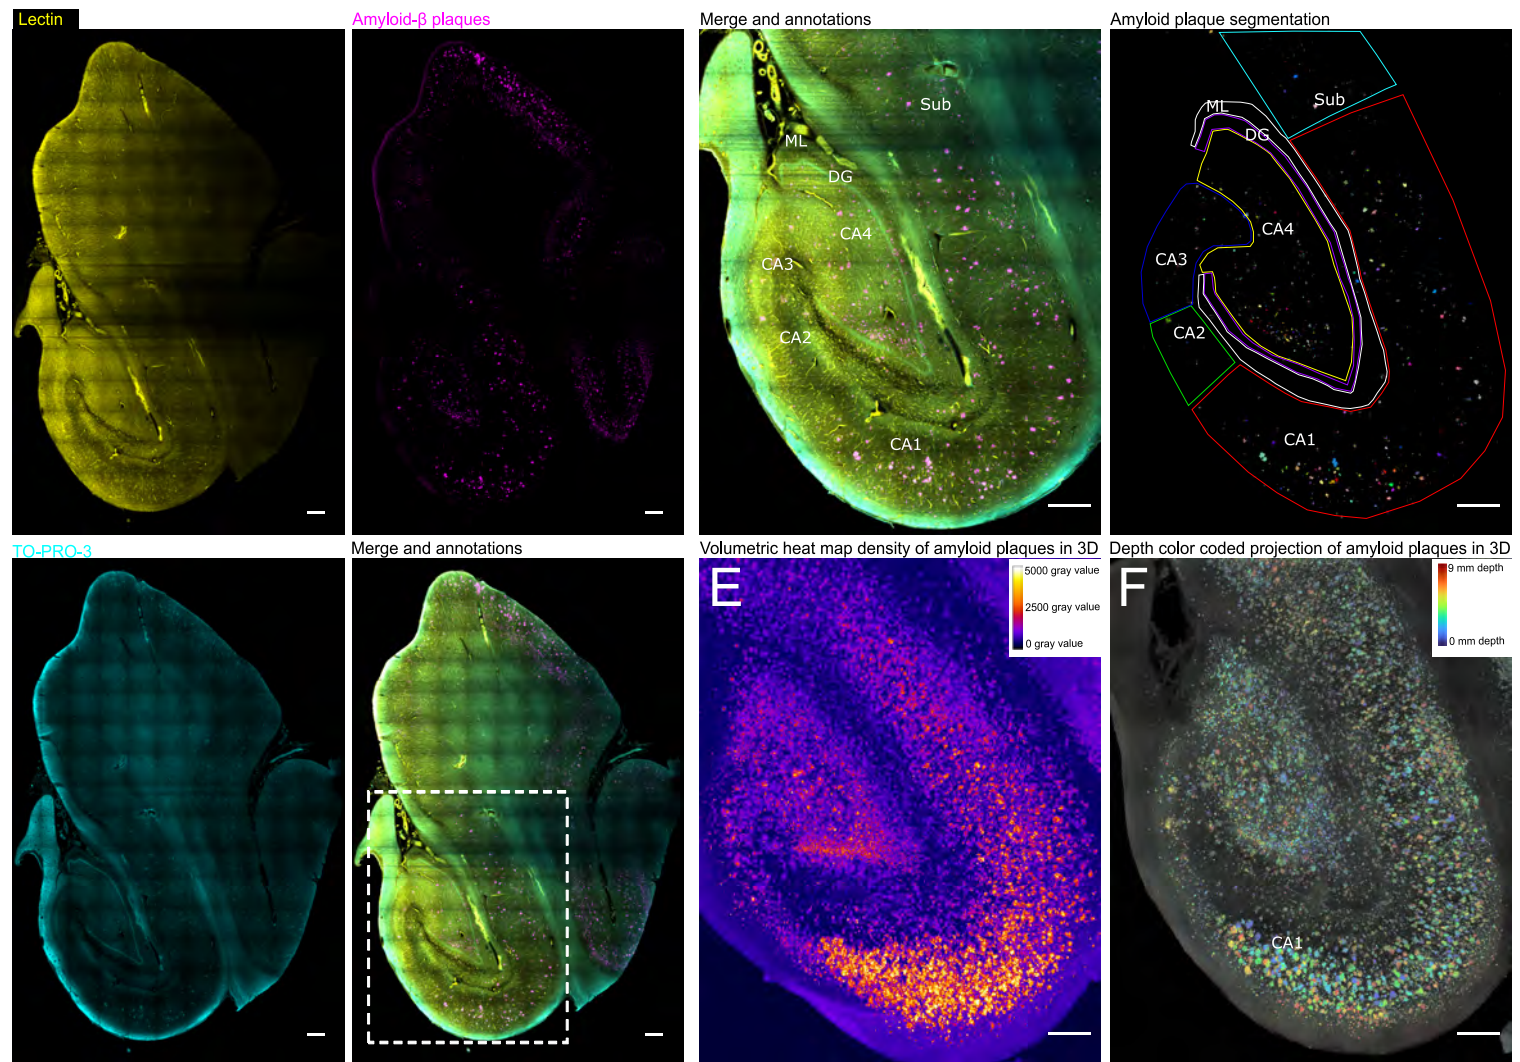 Lectin
Amyloid-β plaques
Merge and annotations
Amyloid plaque segmentation
Sub
ML
DG
CA4
CA3
CA2
CA1
Sub
ML
DG
CA4
CA3
CA2
CA1
TO-PRO-3
Merge and annotations
Volumetric heat map density of amyloid plaques in 3D
Depth color coded projection of amyloid plaques in 3D
E
5000 gray value
2500 gray value
0 gray value
F
9 mm depth
0 mm depth
CA1